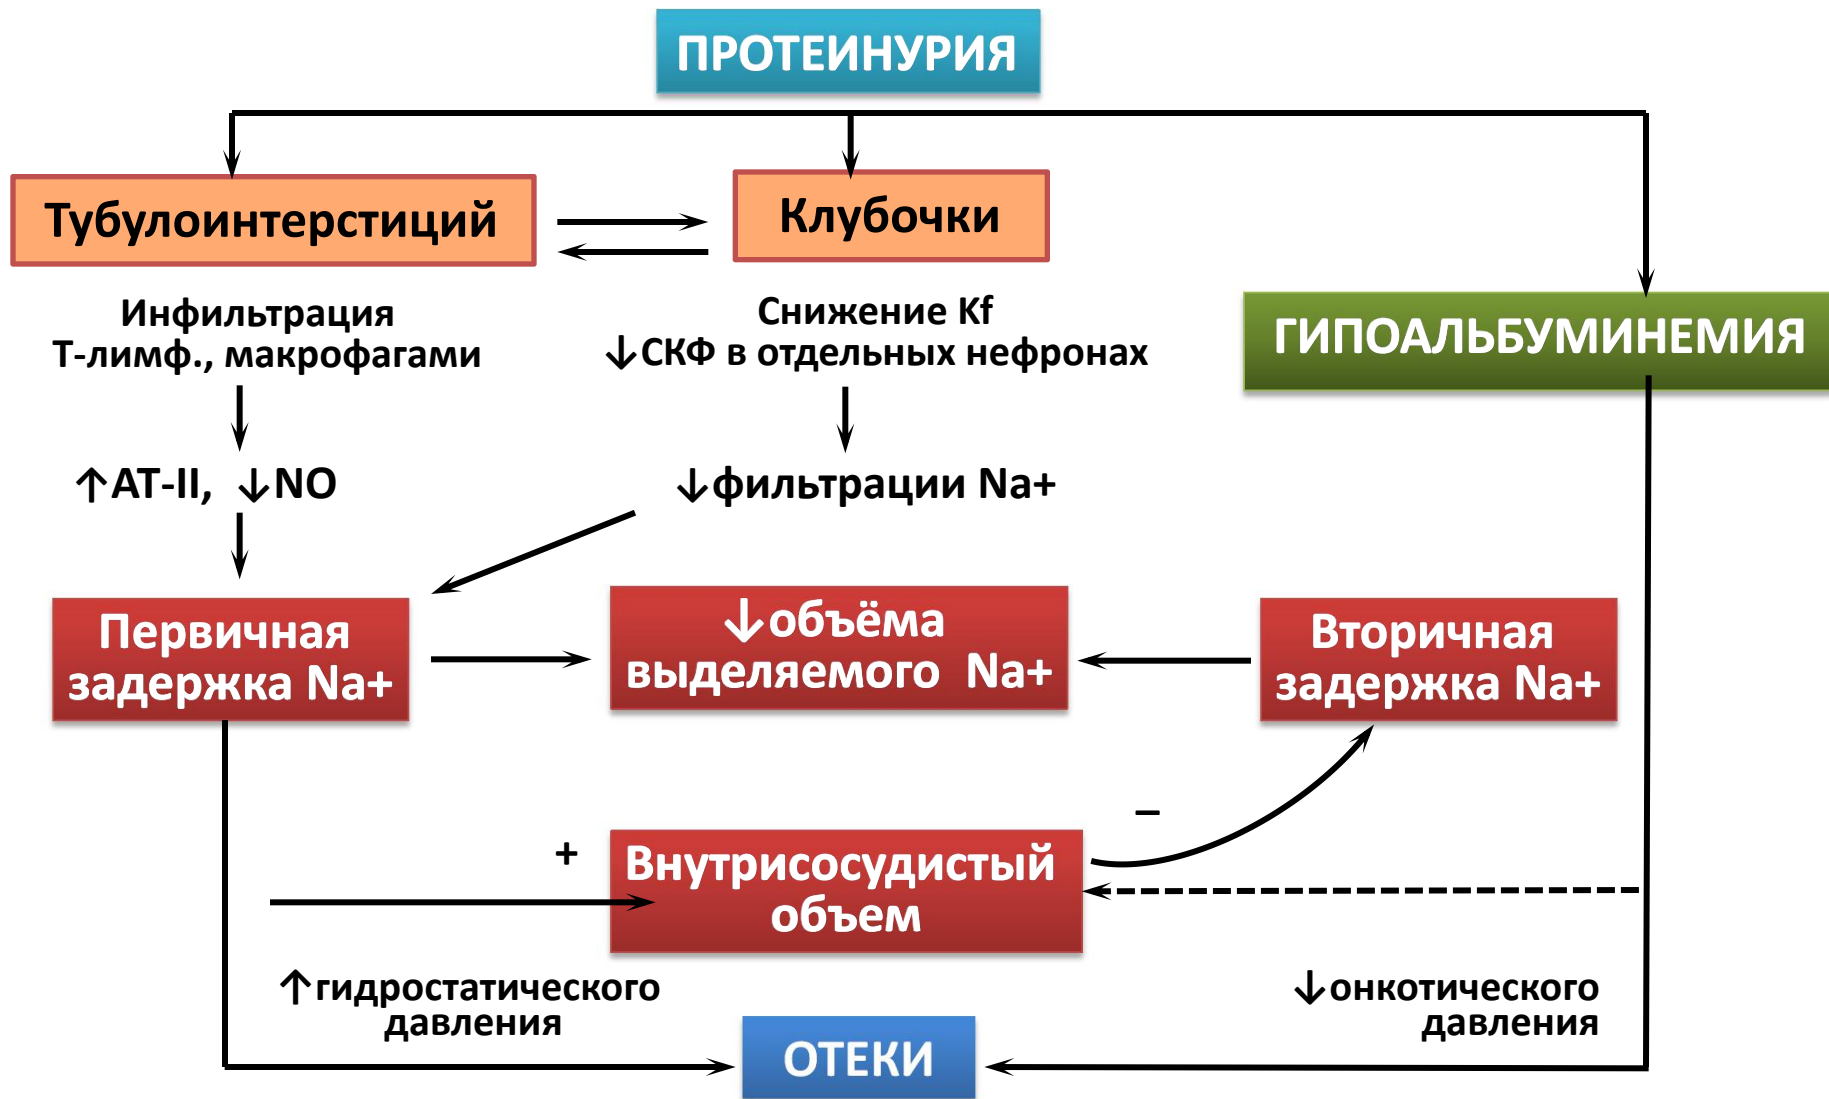 ПРОТЕИНУРИЯ
Тубулоинтерстиций
Клубочки
Инфильтрация
Т-лимф., макрофагами
Снижение Kf
↓СКФ в отдельных нефронах
ГИПОАЛЬБУМИНЕМИЯ
↑АТ-II, ↓NO
↓фильтрации Na+
Первичная
задержка Na+
↓объёма
выделяемого Na+
Вторичная
задержка Na+
+
–
Внутрисосудистый
объем
↑гидростатического
давления
↓онкотического
давления
ОТЕКИ